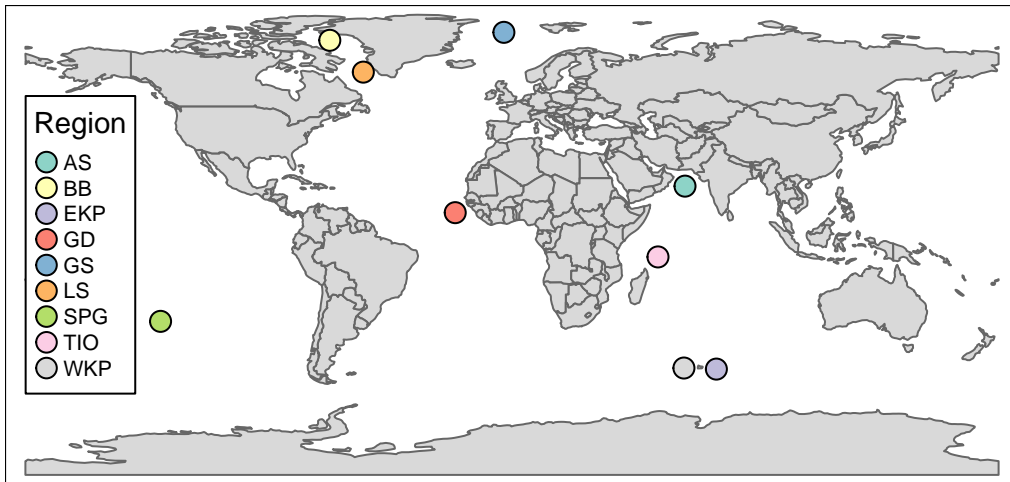 Region
AS
BB
EKP
GD
GS
LS
SPG
TIO
WKP